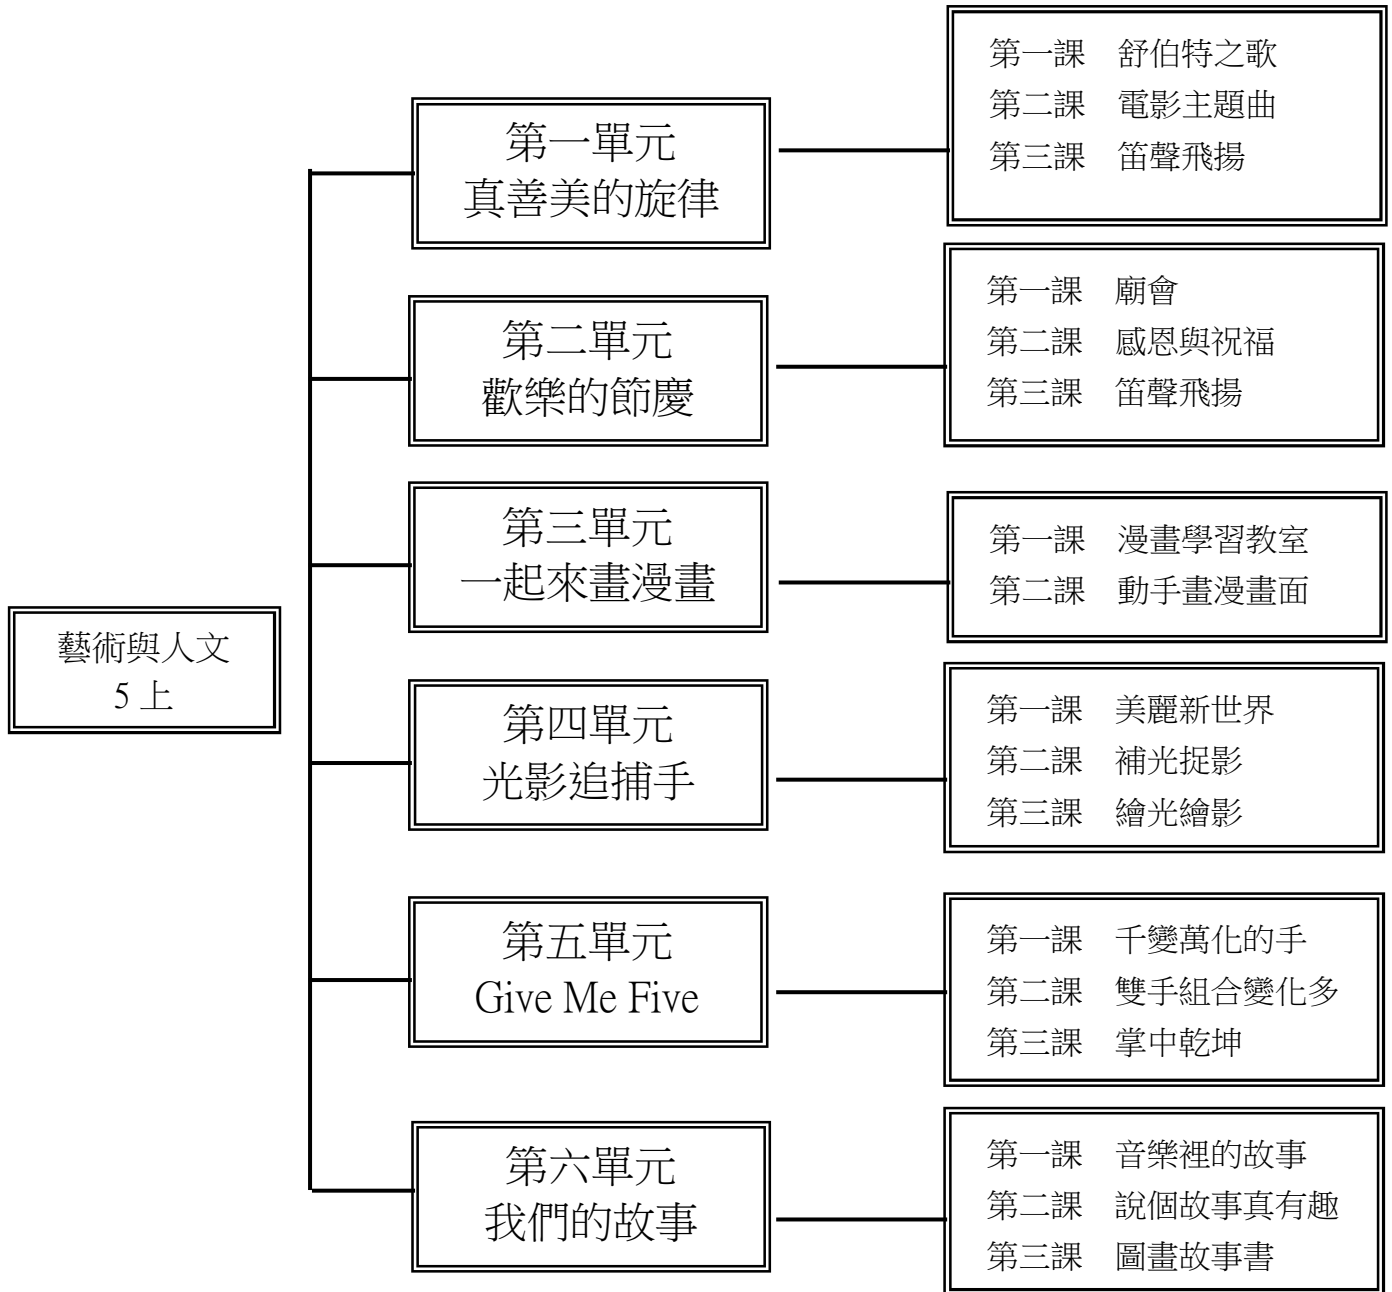 藝術與人文
5 上
第一單元
真善美的旋律
第一課 舒伯特之歌
第二課 電影主題曲
第三課 笛聲飛揚
第二單元
歡樂的節慶
第一課 廟會
第二課 感恩與祝福
第三課 笛聲飛揚
第三單元
一起來畫漫畫
第一課 漫畫學習教室
第二課 動手畫漫畫面
第四單元
光影追捕手
第一課 美麗新世界
第二課 補光捉影
第三課 繪光繪影
第五單元
Give Me Five
第一課 千變萬化的手
第二課 雙手組合變化多
第三課 掌中乾坤
第六單元
我們的故事
第一課 音樂裡的故事
第二課 說個故事真有趣
第三課 圖畫故事書